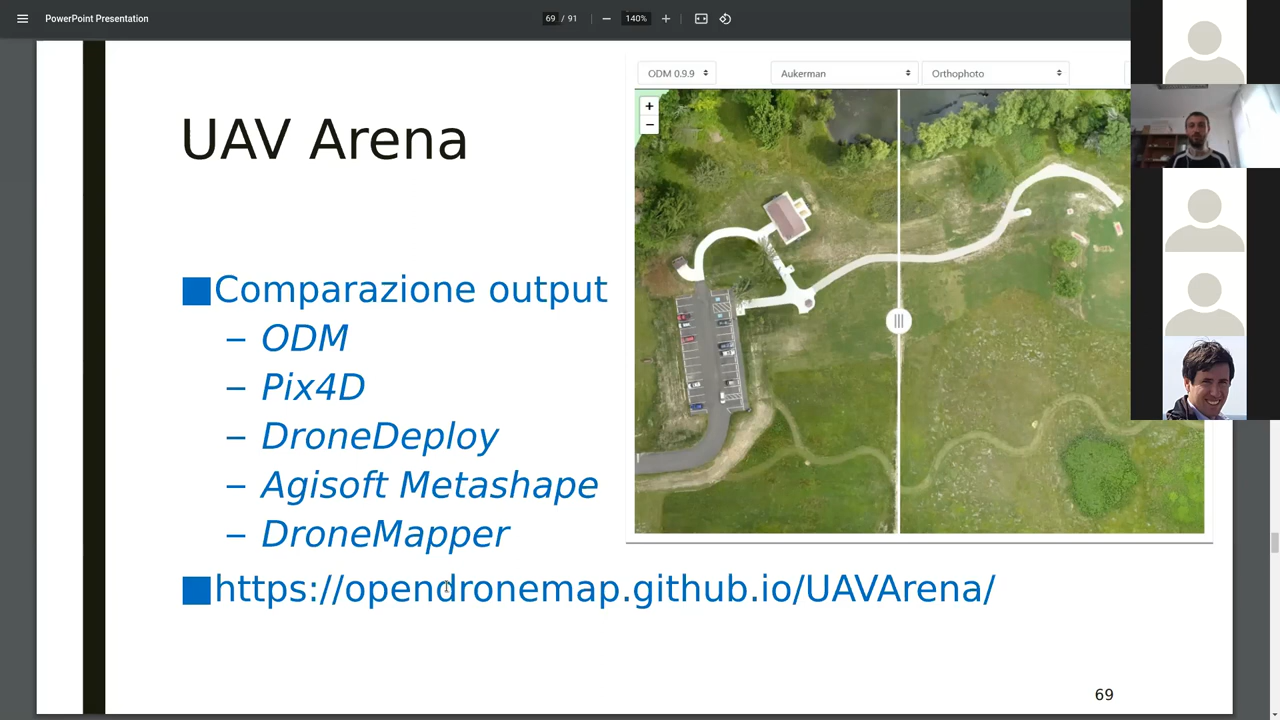 PowerPoint Presentation
69 / 91
140%
ODM 0.9.9
Aukerman
Orthophoto
+
−
UAV Arena
Comparazione output
– ODM
– Pix4D
– DroneDeploy
– Agisoft Metashape
– DroneMapper
https://opendronemap.github.io/UAVArena/
69